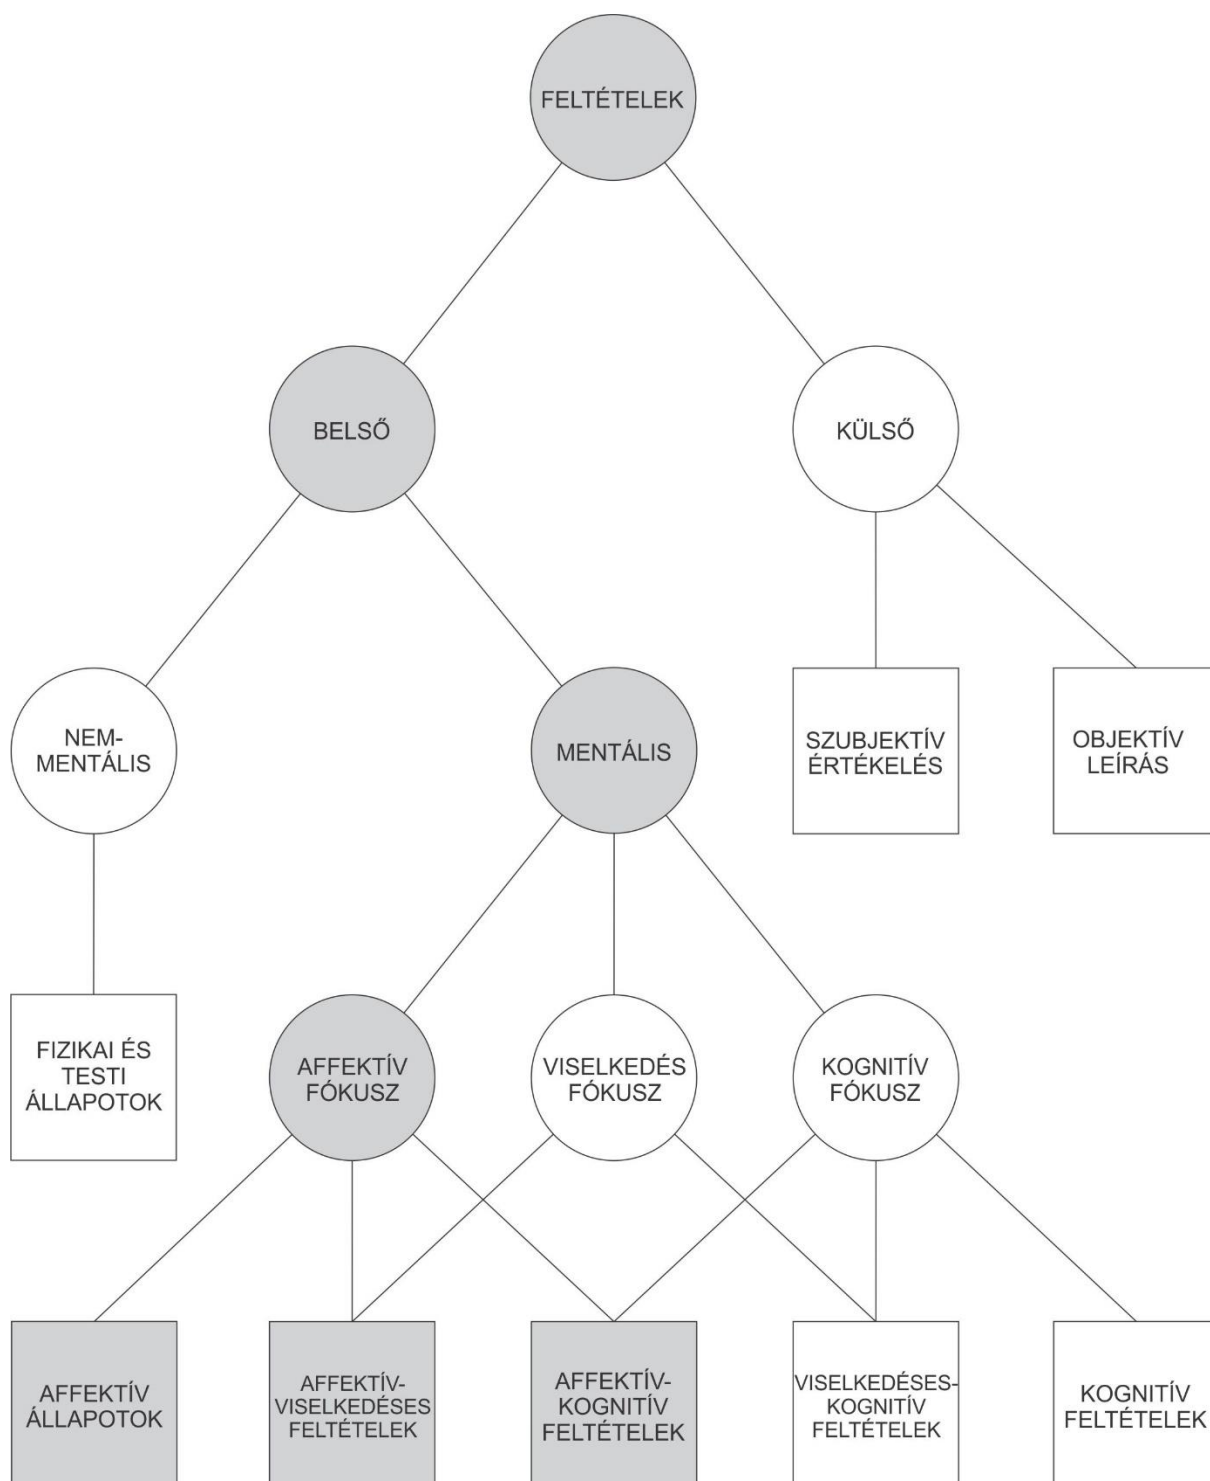 FELTÉTELEK
BELSŐ
KÜLSŐ
NEM-
MENTÁLIS
MENTÁLIS
SZUBJEKTÍV
ÉRTÉKELÉS
OBJEKTÍV
LEÍRÁS
FIZIKAI ÉS
TESTI
ÁLLAPOTOK
AFFEKTÍV
FÓKUSZ
VISELKEDÉS
FÓKUSZ
KOGNITÍV
FÓKUSZ
AFFEKTÍV
ÁLLAPOTOK
AFFEKTÍV-
VISELKEDÉSES
FELTÉTELEK
AFFEKTÍV-
KOGNITÍV
FELTÉTELEK
VISELKEDÉSES-
KOGNITÍV
FELTÉTELEK
KOGNITÍV
FELTÉTELEK